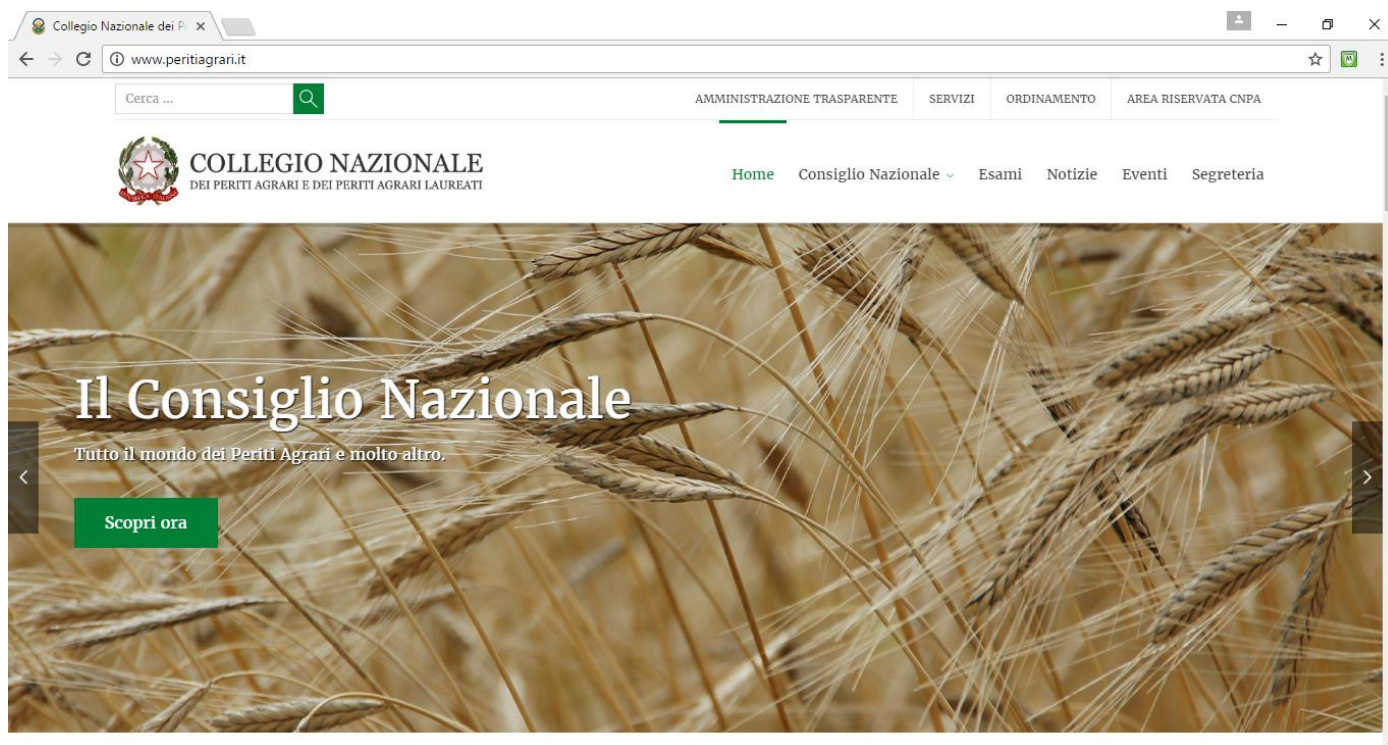 Collegio Nazionale dei P
www.peritiagrari.it
Cerca ...
AMMINISTRAZIONE TRASPARENTE SERVIZI ORDINAMENTO AREA RISERVATA CNPA
COLLEGIO NAZIONALE
DEI PERITI AGRARI E DEI PERITI AGRARI LAUREATI
Home Consiglio Nazionale Esami Notizie Eventi Segreteria
Il Consiglio Nazionale
Tutto il mondo dei Periti Agrari e molto altro.
Scopri ora